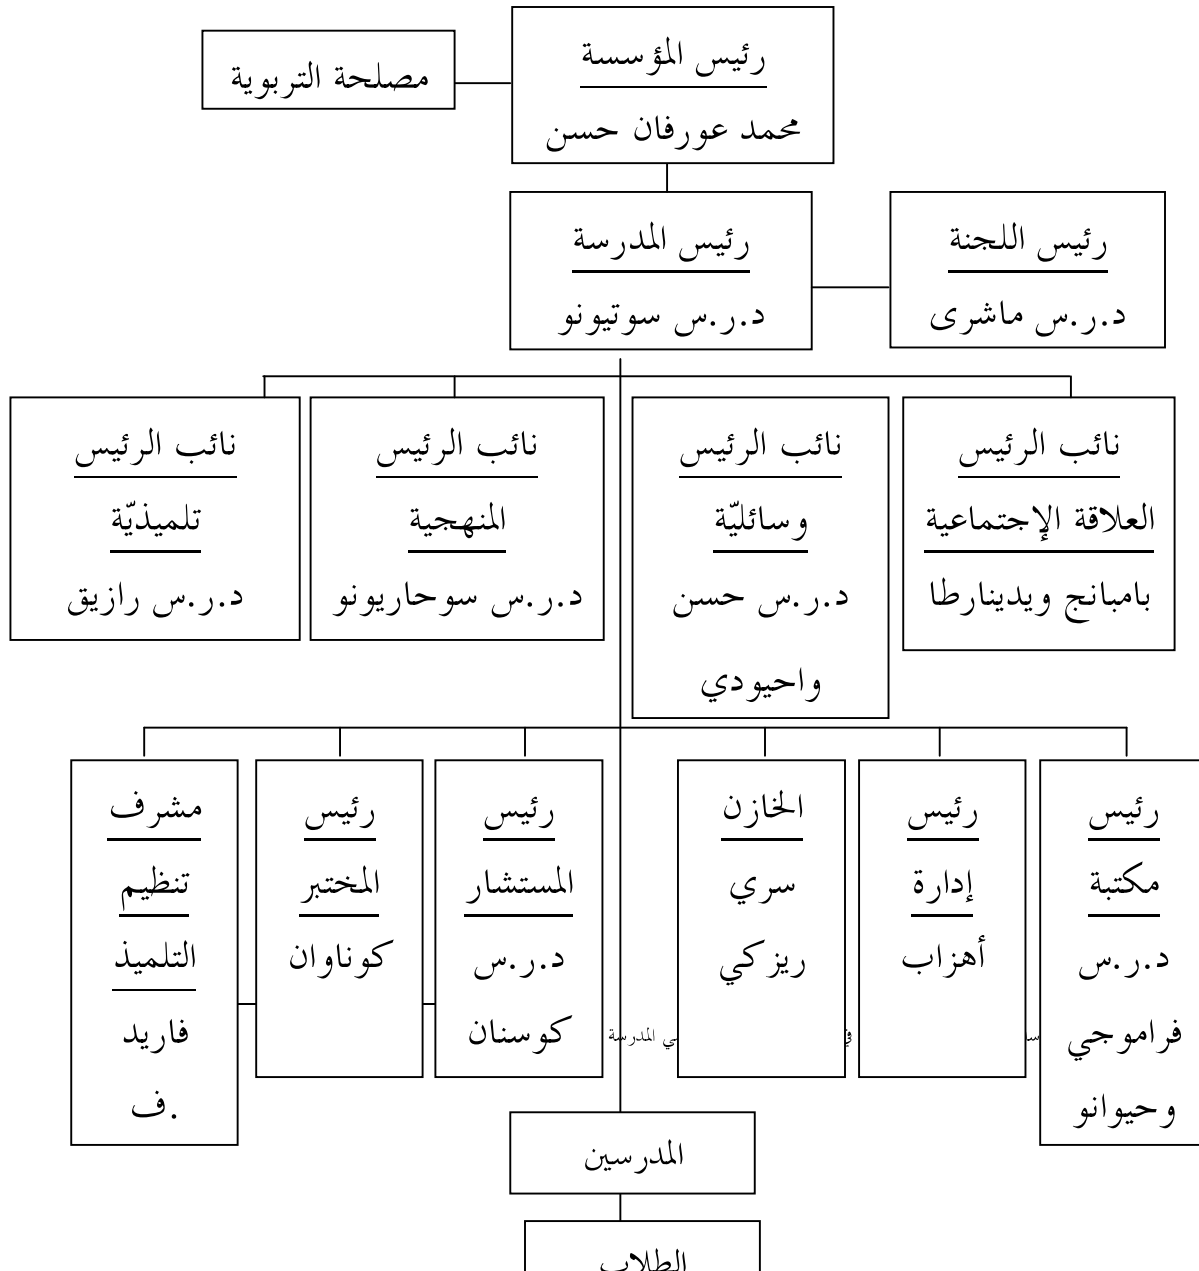 رئيس المؤسسة
محمد عورفان حسن
مصلحة التربوية
رئيس المدرسة
د.ر.س سوتيونو
رئيس اللجنة
د.ر.س ماشرى
نائب الرئيس
العلاقة الإجتماعية
بامبانج ويدينارطا
نائب الرئيس
وسائليّة
د.ر.س حسن
واحيودي
نائب الرئيس
المنهجية
د.ر.س سوحاريونو
نائب الرئيس
تلميذيّة
د.ر.س رازيق
رئيس
مكتبة
د.ر.س
فراموجي
وحيوانو
رئيس
إدارة
أهزاب
الخازن
سري
ريزكي
رئيس
المستشار
د.ر.س
كوسنان
رئيس
المختبر
كوناوان
مشرف
تنظيم
التلميذ
فاريد
ف.
المدرسة
المدرسين
الطلاب